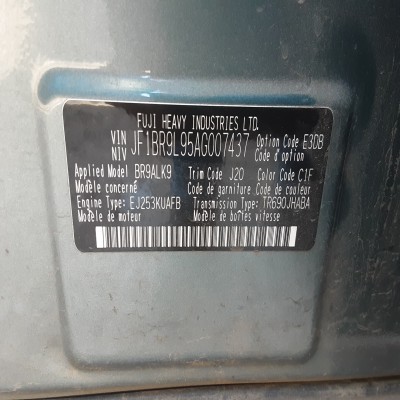 FUJI HEAVY INDUSTRIES LTD.
VIN
NIV JF1BR9L95AG007437 Option Code E3DB
Code d'option
Applied Model BR9ALK9 Trim Code J20 Color Code C1F
Modèle concerné Code de garniture Code de couleur
Engine Type: EJ253KUAFB Transmission Type: TR690JHABA
Modèle de moteur Modèle de boîtes vitesse